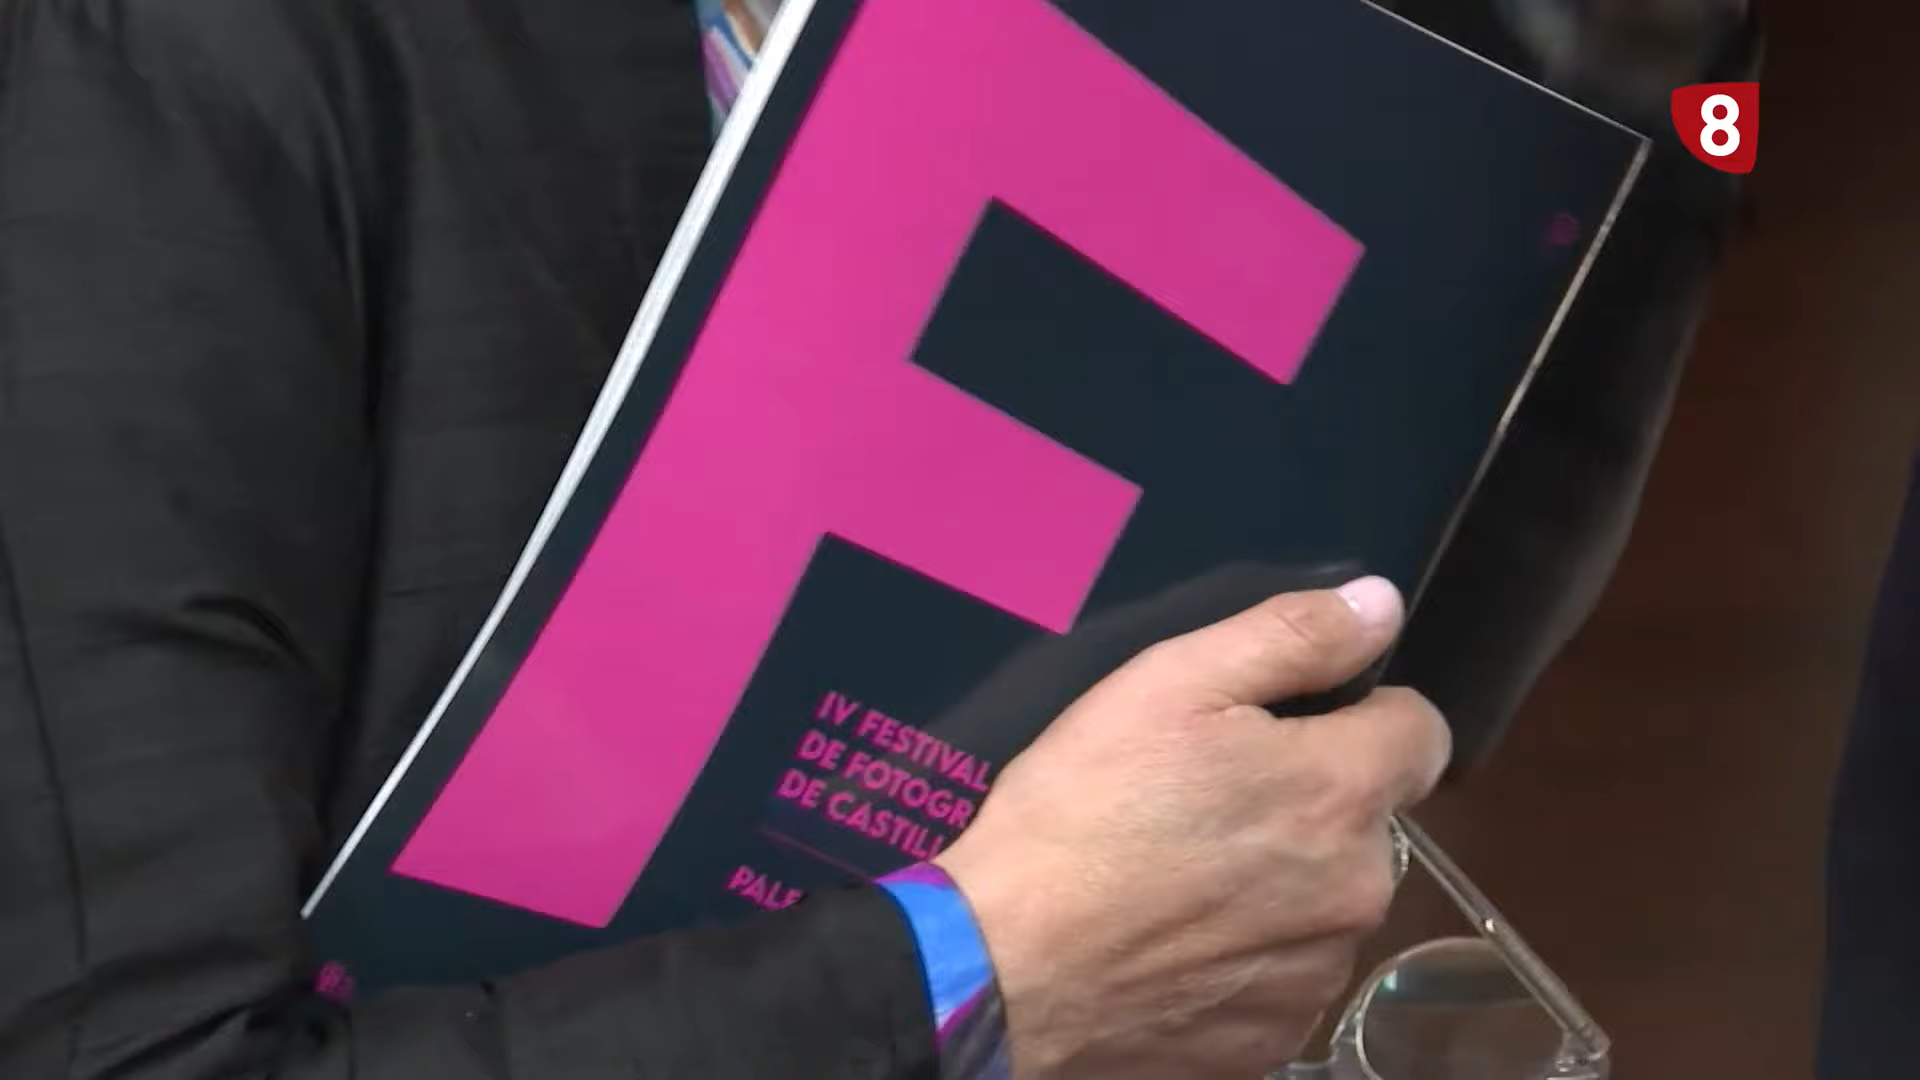 8
F
IV FESTIVAL
DE FOTOGR
DE CASTILL
PALE